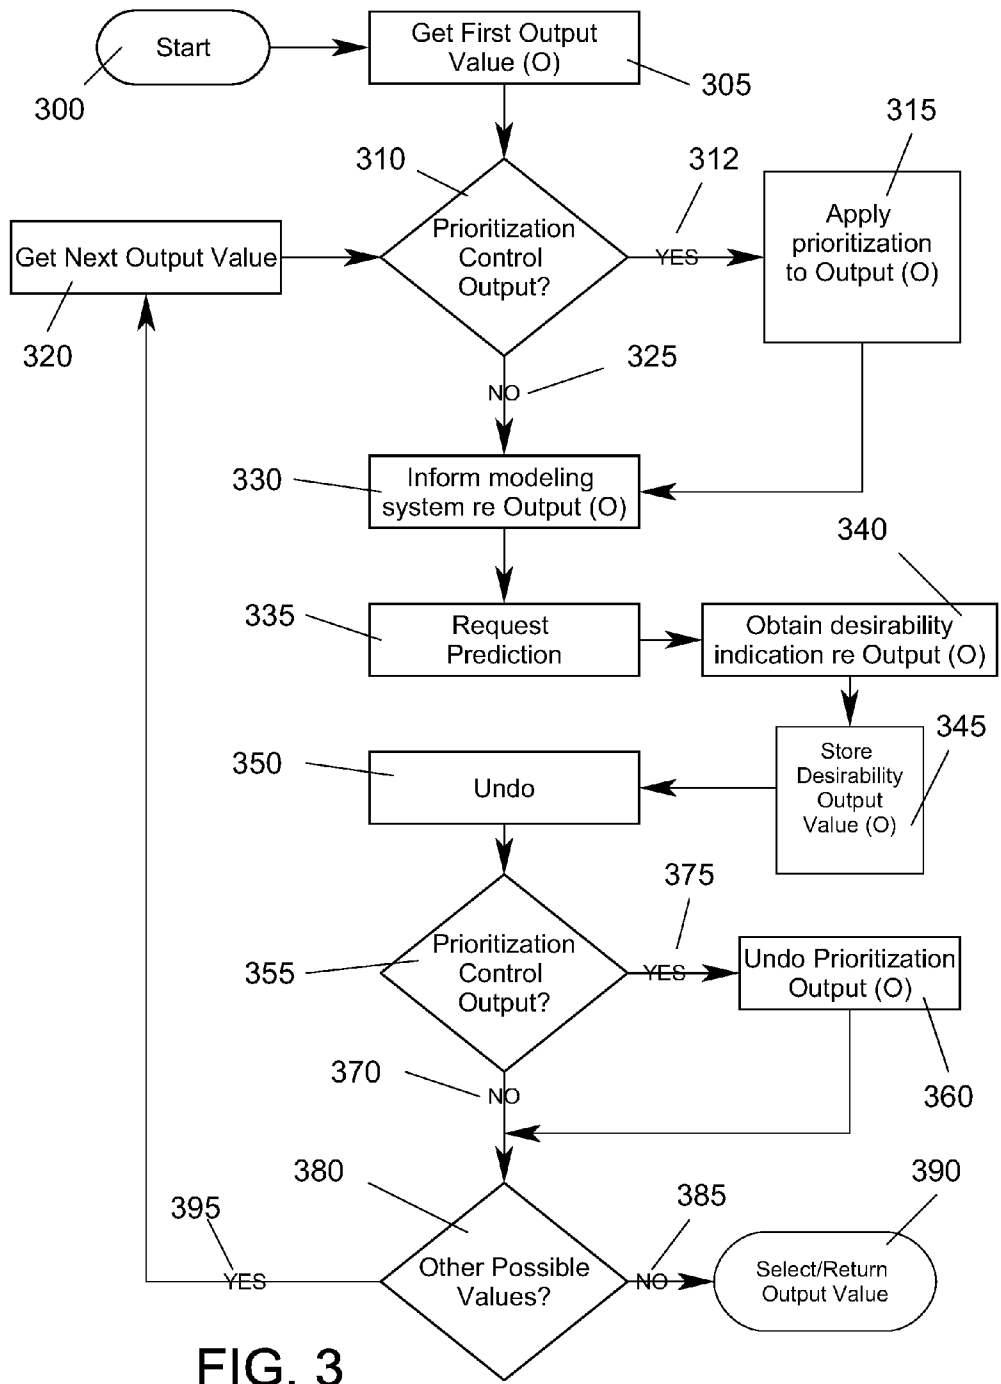 Start
300
Get First Output
Value (O)
305
310
Prioritization
Control
Output?
312
YES
315
Apply
prioritization
to Output (O)
Get Next Output Value
320
325
NO
330
Inform modeling
system re Output (O)
335
Request
Prediction
340
Obtain desirability
indication re Output (O)
345
Store
Desirability
Output
Value (O)
350
Undo
355
Prioritization
Control
Output?
375
YES
Undo Prioritization
Output (O)
360
370
NO
380
Other Possible
Values?
395
YES
385
NO
390
Select/Return
Output Value
FIG. 3